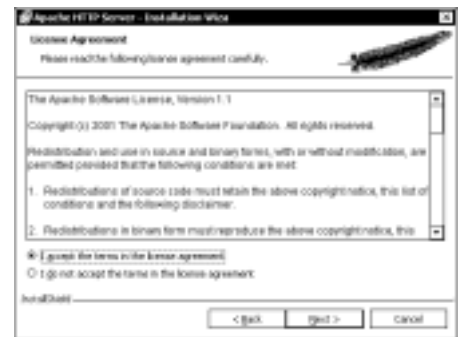 Apache HTTP Server - Installation Wiza
License Agreement
Please read the following license agreement carefully.
The Apache Software License, Version 1.1
Copyright (c) 2001 The Apache Software Foundation. All rights reserved.
Redistribution and use in source and binary forms, with or without modification, are
permitted provided that the following conditions are met:
1. Redistributions of source code must retain the above copyright notice, this list of
conditions and the following disclaimer.
2. Redistributions in binary form must reproduce the above copyright notice, this
I accept the terms in the license agreement
I do not accept the terms in the license agreement
InstallShield
< Back
Next >
Cancel